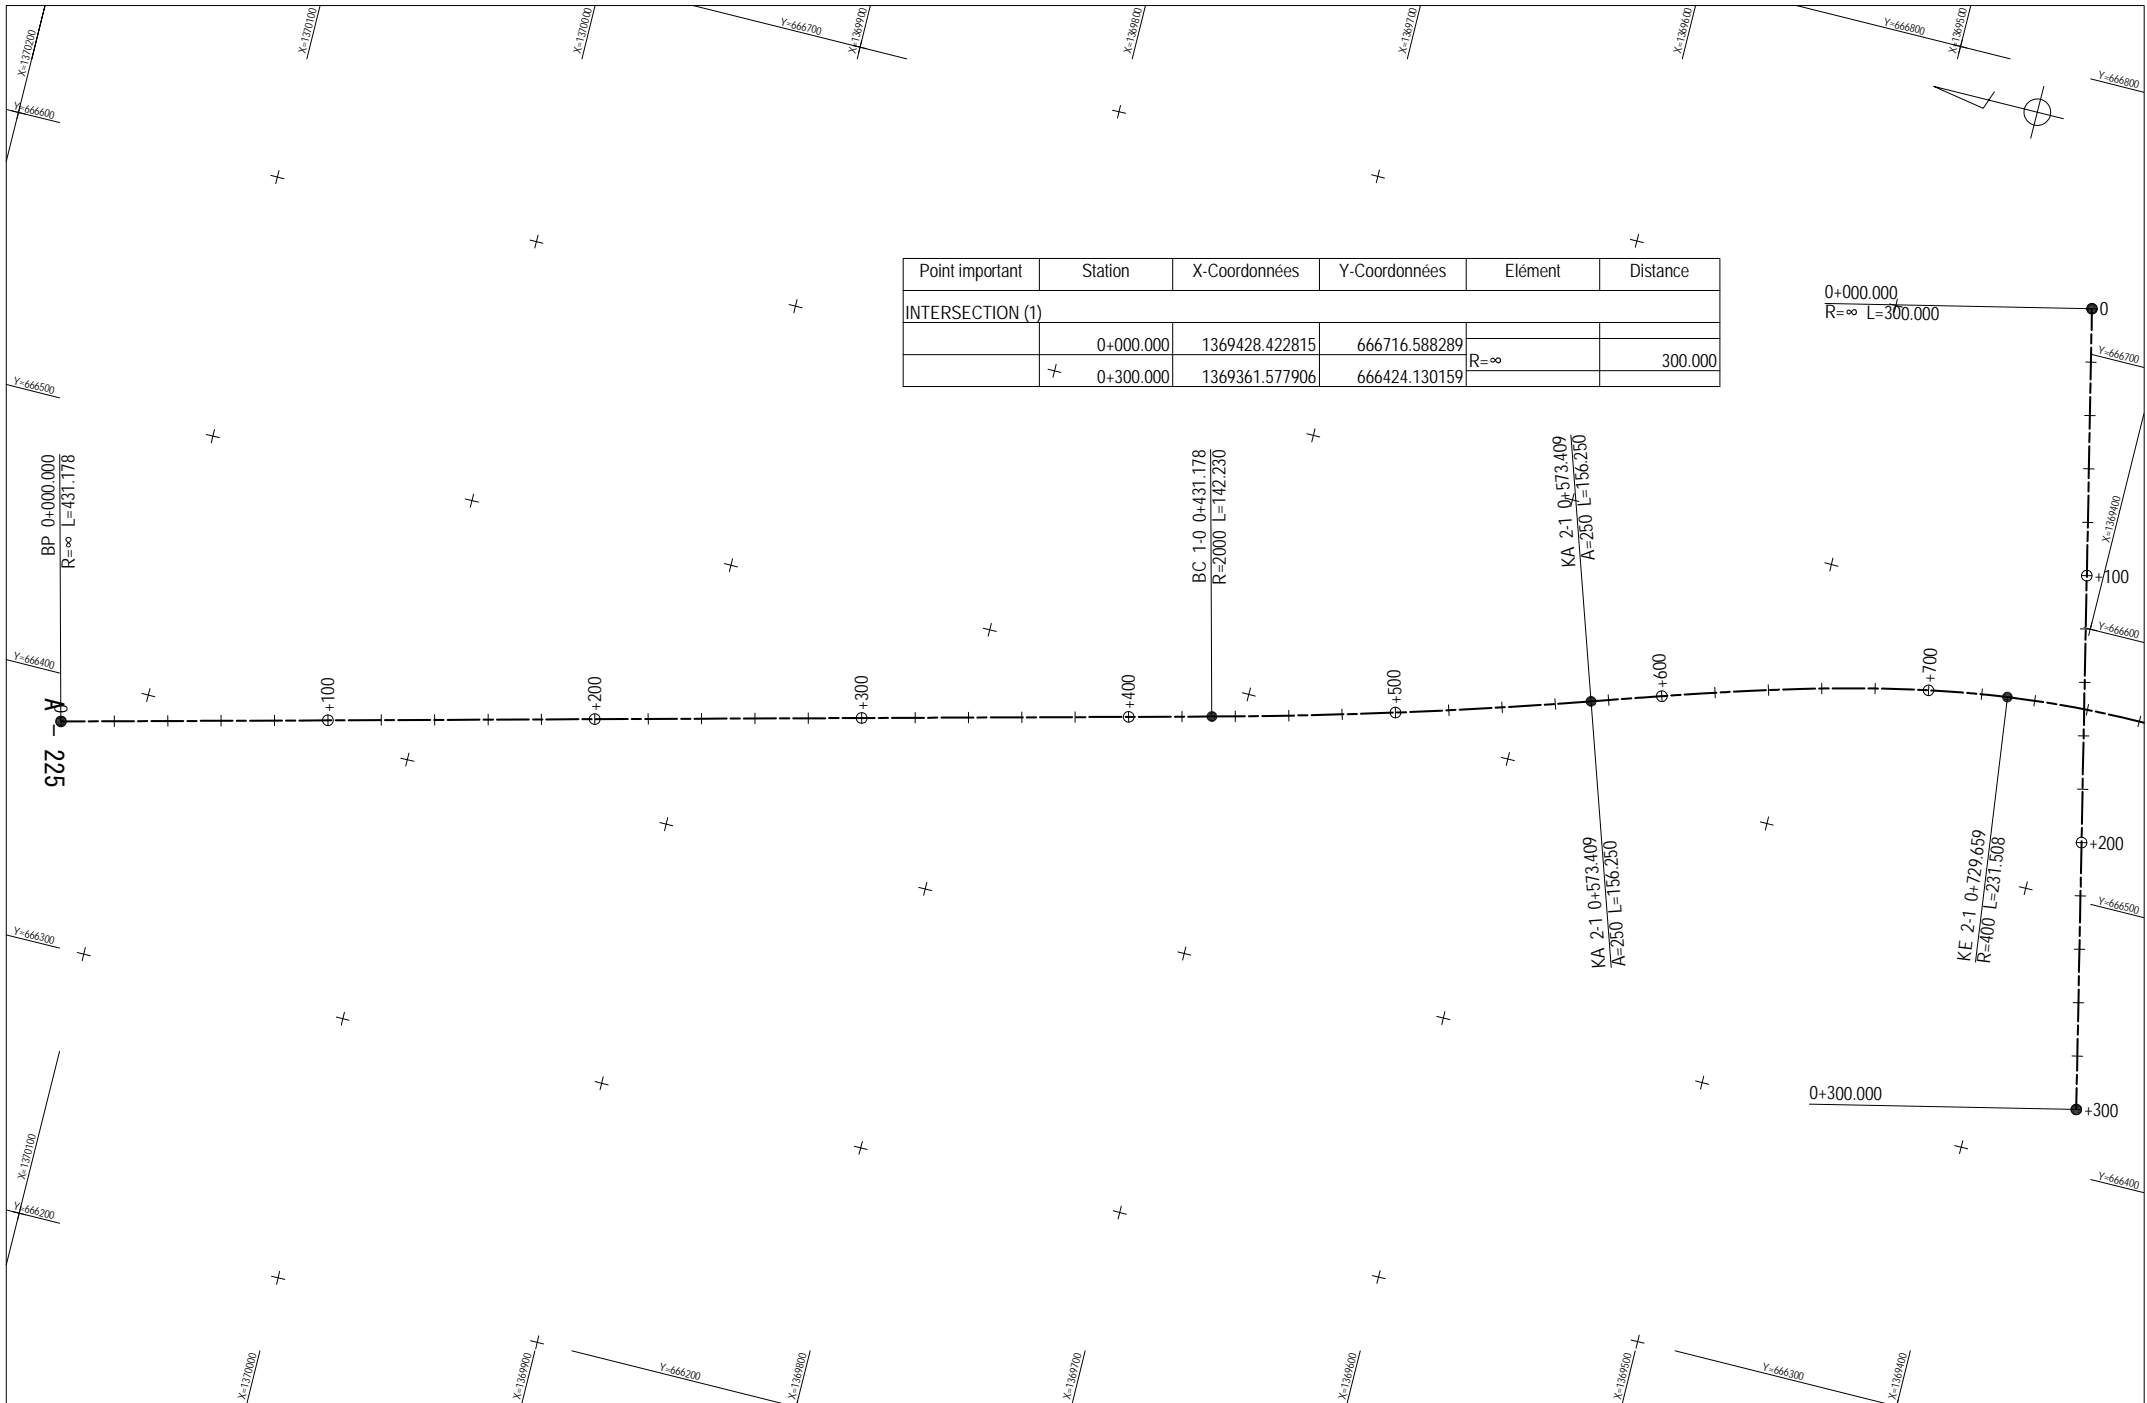 X=1370200
X=1370100
X=1370000
Y=666700
X=1369900
X=1369800
X=1369700
X=1369600
Y=666800
X=1369500
Y=666800
Y=666600
Point important Station X-Coordonnées Y-Coordonnées Elément Distance
INTERSECTION (1)
0+000.000 1369428.422815 666716.588289
R=∞ 300.000
0+300.000 1369361.577906 666424.130159
0+000.000
R=∞ L=300.000
0
Y=666700
Y=666500
BP 0+000.000
R=∞ L=431.178
BC 1-0 0+431.178
R=2000 L=142.230
KA 2-1 0+573.409
A=250 L=156.250
X=1369400
+100
Y=666600
Y=666400
A - 225
0
+100
+200
+300
+400
+500
+600
+700
KA 2-1 0+573.409
A=250 L=156.250
KE 2-1 0+729.659
R=400 L=231.508
+200
Y=666500
Y=666300
0+300.000
+300
X=1370100
Y=666200
Y=666400
X=1370000
X=1369900
Y=666200
X=1369800
X=1369700
X=1369600
X=1369500
Y=666300
X=1369400